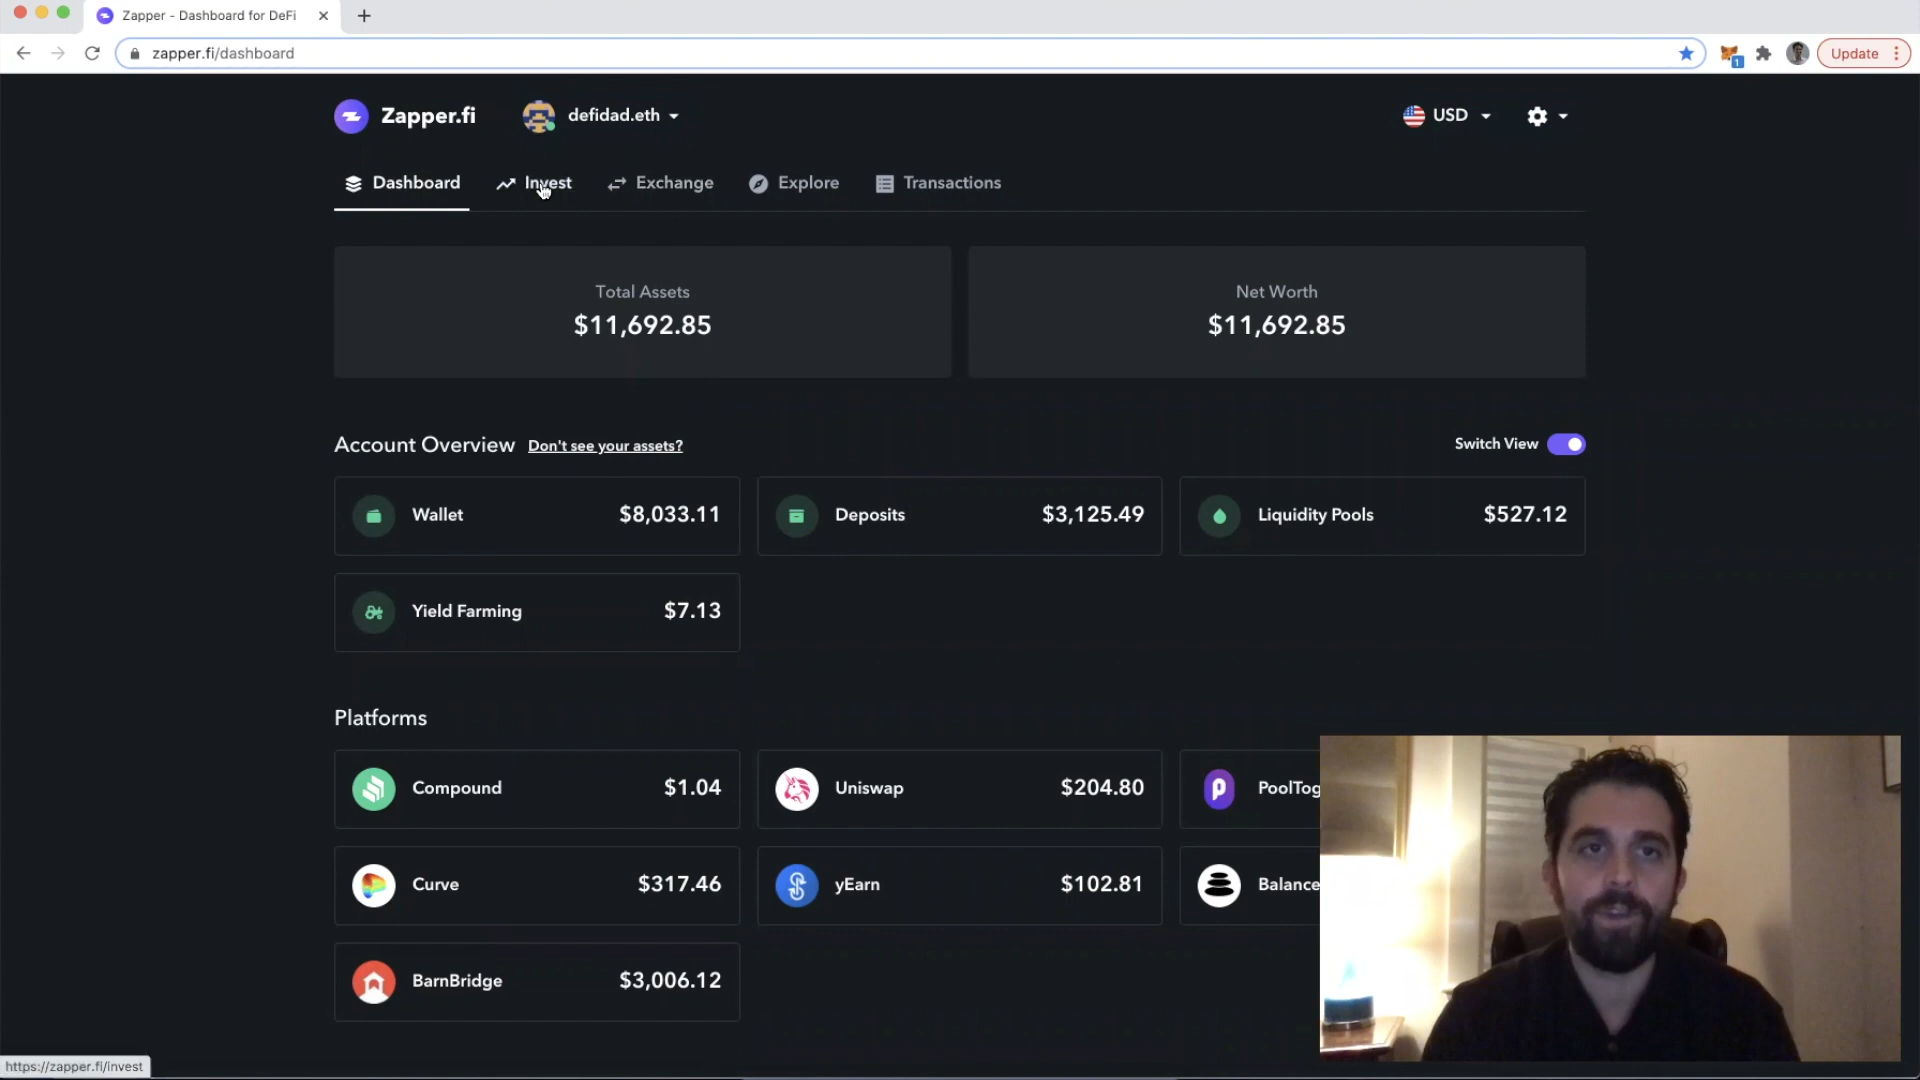 Zapper - Dashboard for DeFi
zapper.fi/dashboard
1
Update
Zapper.fi
defidad.eth
USD
Dashboard
Invest
Exchange
Explore
Transactions
Total Assets
$11,692.85
Net Worth
$11,692.85
Account Overview
Don't see your assets?
Switch View
Wallet
$8,033.11
Deposits
$3,125.49
Liquidity Pools
$527.12
Yield Farming
$7.13
Platforms
Compound
$1.04
Uniswap
$204.80
PoolTog
Curve
$317.46
yEarn
$102.81
Balance
BarnBridge
$3,006.12
https://zapper.fi/invest